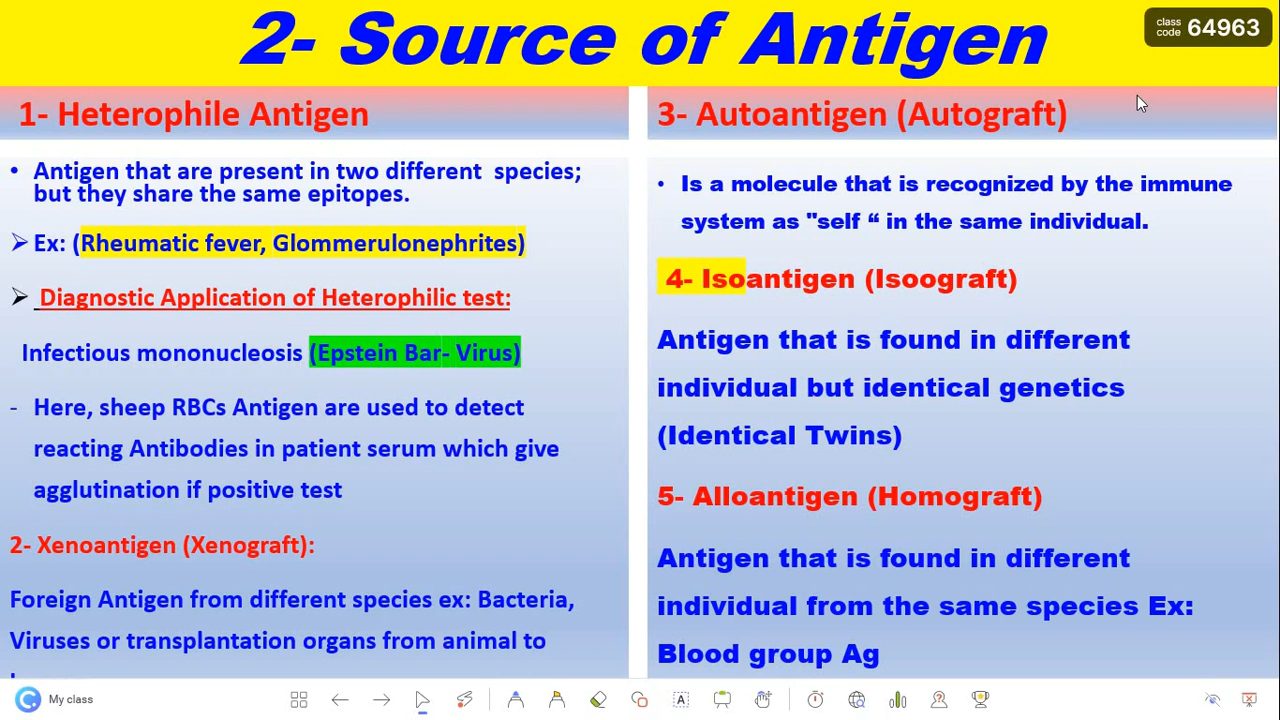 2- Source of Antigen
class
code 64963
1- Heterophile Antigen
• Antigen that are present in two different species;
but they share the same epitopes.
➢ Ex: (Rheumatic fever, Glommerulonephrites)
➢ Diagnostic Application of Heterophilic test:
Infectious mononucleosis (Epstein Bar- Virus)
- Here, sheep RBCs Antigen are used to detect
reacting Antibodies in patient serum which give
agglutination if positive test
2- Xenoantigen (Xenograft):
Foreign Antigen from different species ex: Bacteria,
Viruses or transplantation organs from animal to
3- Autoantigen (Autograft)
• Is a molecule that is recognized by the immune
system as "self “ in the same individual.
4- Isoantigen (Isoograft)
Antigen that is found in different
individual but identical genetics
(Identical Twins)
5- Alloantigen (Homograft)
Antigen that is found in different
individual from the same species Ex:
Blood group Ag
My class